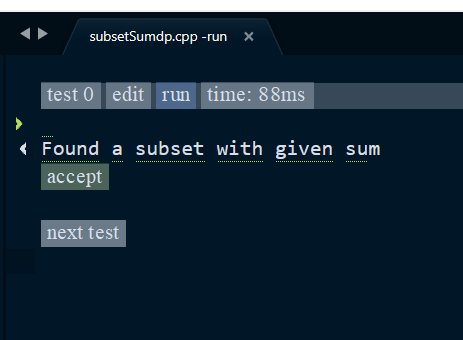 subsetSumdp.cpp -run ×
test 0 edit run time: 88ms
Found a subset with given sum
accept
next test